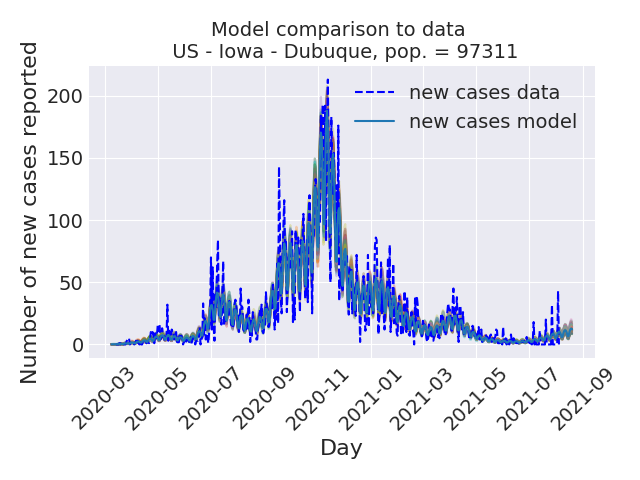 Model comparison to data
US - Iowa - Dubuque, pop. = 97311
Number of new cases reported
200
150
100
50
0
new cases data
new cases model
2020-03
2020-05
2020-07
2020-09
2020-11
2021-01
2021-03
2021-05
2021-07
2021-09
Day